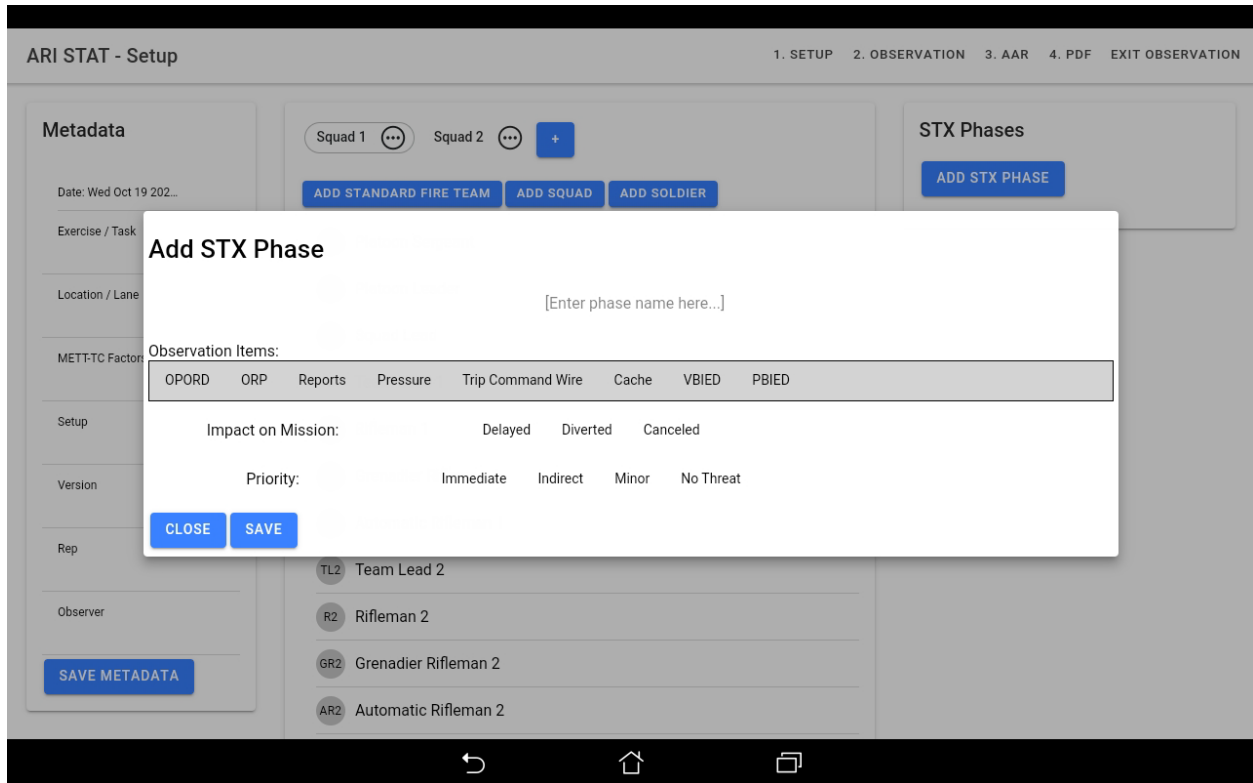 ARI STAT - Setup
1. SETUP 2. OBSERVATION 3. AAR 4. PDF EXIT OBSERVATION
Metadata
Date: Wed Oct 19 202...
Exercise / Task
Location / Lane
METT-TC Factors
Setup
Version
Rep
Observer
SAVE METADATA
Squad 1 Squad 2 +
ADD STANDARD FIRE TEAM ADD SQUAD ADD SOLDIER
STX Phases
ADD STX PHASE
Add STX Phase
[Enter phase name here...]
Observation Items:
OPORD ORP Reports Pressure Trip Command Wire Cache VBIED PBIED
Impact on Mission: Delayed Diverted Canceled
Priority: Immediate Indirect Minor No Threat
CLOSE SAVE
TL2 Team Lead 2
R2 Rifleman 2
GR2 Grenadier Rifleman 2
AR2 Automatic Rifleman 2